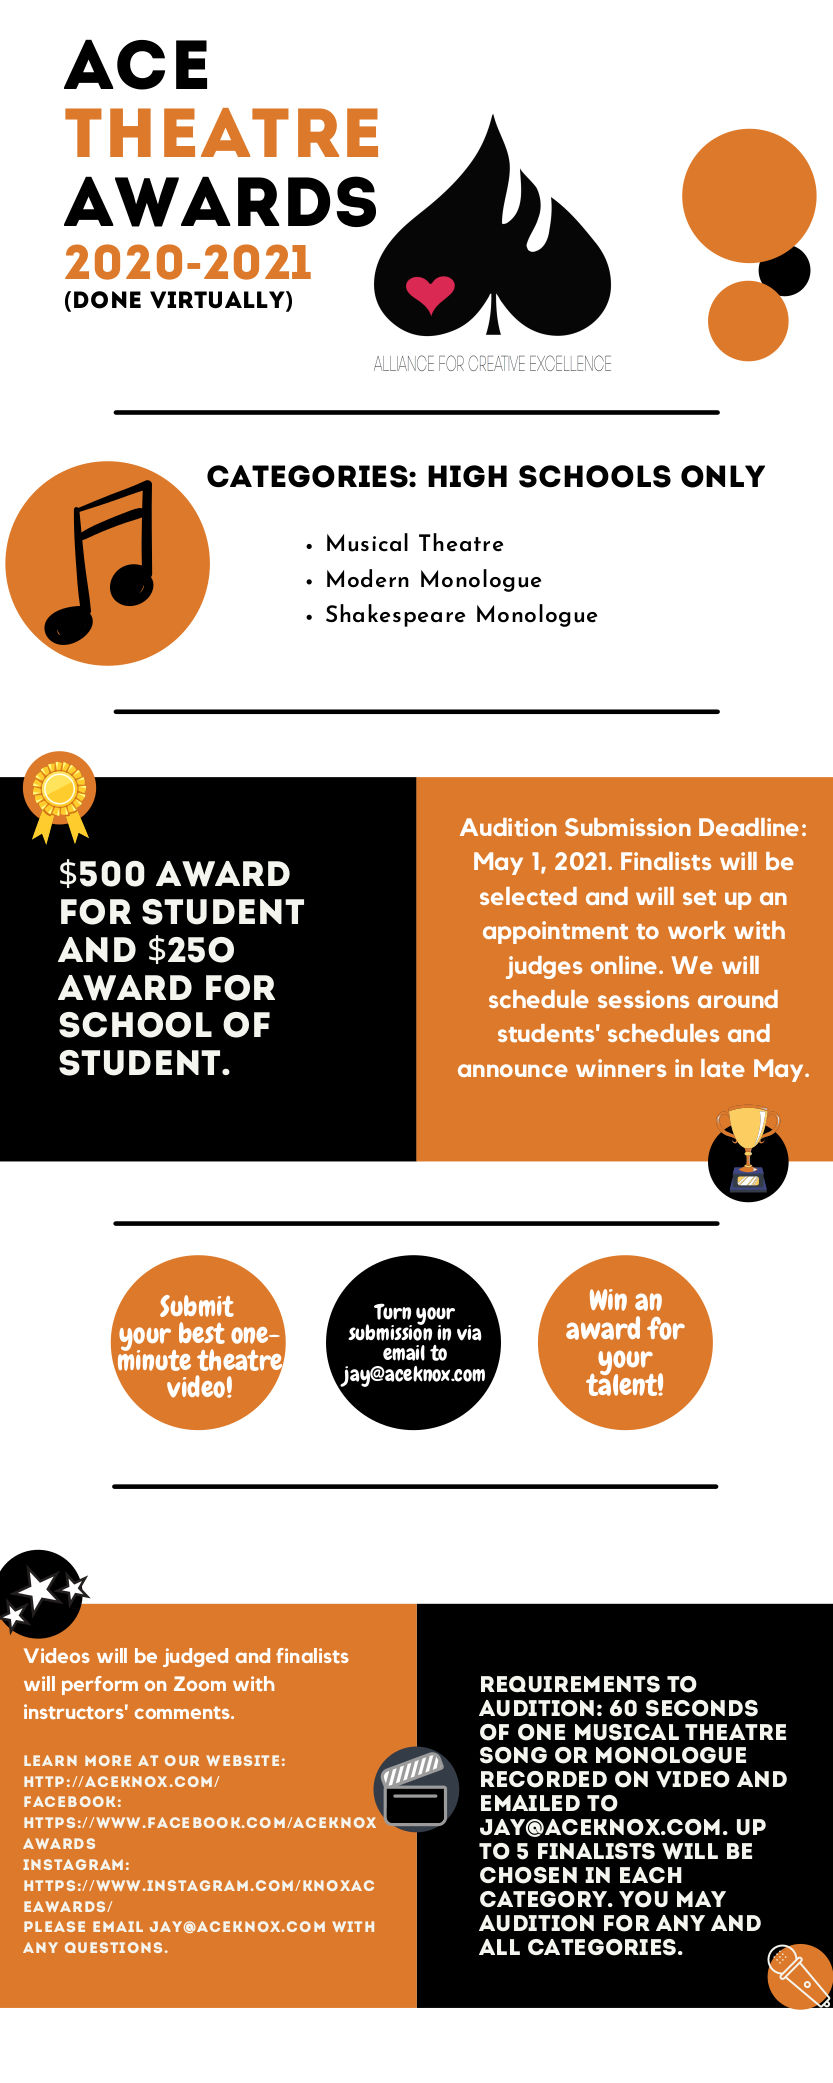 ACE
THEATRE
AWARDS
2020-2021
(DONE VIRTUALLY)
ALLIANCE FOR CREATIVE EXCELLENCE
CATEGORIES: HIGH SCHOOLS ONLY
• Musical Theatre
• Modern Monologue
• Shakespeare Monologue
$500 AWARD
FOR STUDENT
AND $250
AWARD FOR
SCHOOL OF
STUDENT.
Audition Submission Deadline:
May 1, 2021. Finalists will be
selected and will set up an
appointment to work with
judges online. We will
schedule sessions around
students' schedules and
announce winners in late May.
Submit
your best one-
minute theatre
video!
Turn your
submission in via
email to
jay@aceknox.com
Win an
award for
your
talent!
Videos will be judged and finalists
will perform on Zoom with
instructors' comments.
LEARN MORE AT OUR WEBSITE:
HTTP://ACEKNOX.COM/
FACEBOOK:
HTTPS://WWW.FACEBOOK.COM/ACEKNOX
AWARDS
INSTAGRAM:
HTTPS://WWW.INSTAGRAM.COM/KNOXAC
EAWARDS/
PLEASE EMAIL JAY@ACEKNOX.COM WITH
ANY QUESTIONS.
REQUIREMENTS TO
AUDITION: 60 SECONDS
OF ONE MUSICAL THEATRE
SONG OR MONOLOGUE
RECORDED ON VIDEO AND
EMAILED TO
JAY@ACEKNOX.COM. UP
TO 5 FINALISTS WILL BE
CHOSEN IN EACH
CATEGORY. YOU MAY
AUDITION FOR ANY AND
ALL CATEGORIES.